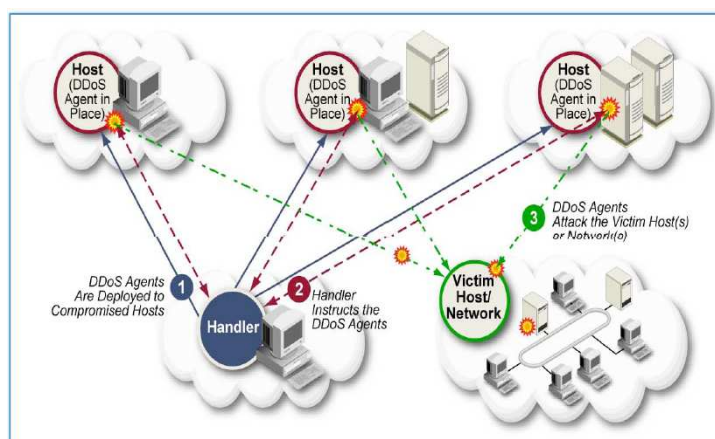 Host
(DDoS
Agent in
Place)
Host
(DDoS
Agent in
Place)
Host
(DDoS
Agent in
Place)
3
DDoS Agents
Attack the Victim Host(s)
or Network(s)
DDoS Agents
Are Deployed to
Compromised Hosts
1
Handler
2
Handler
Instructs the
DDoS Agents
Victim
Host/
Network